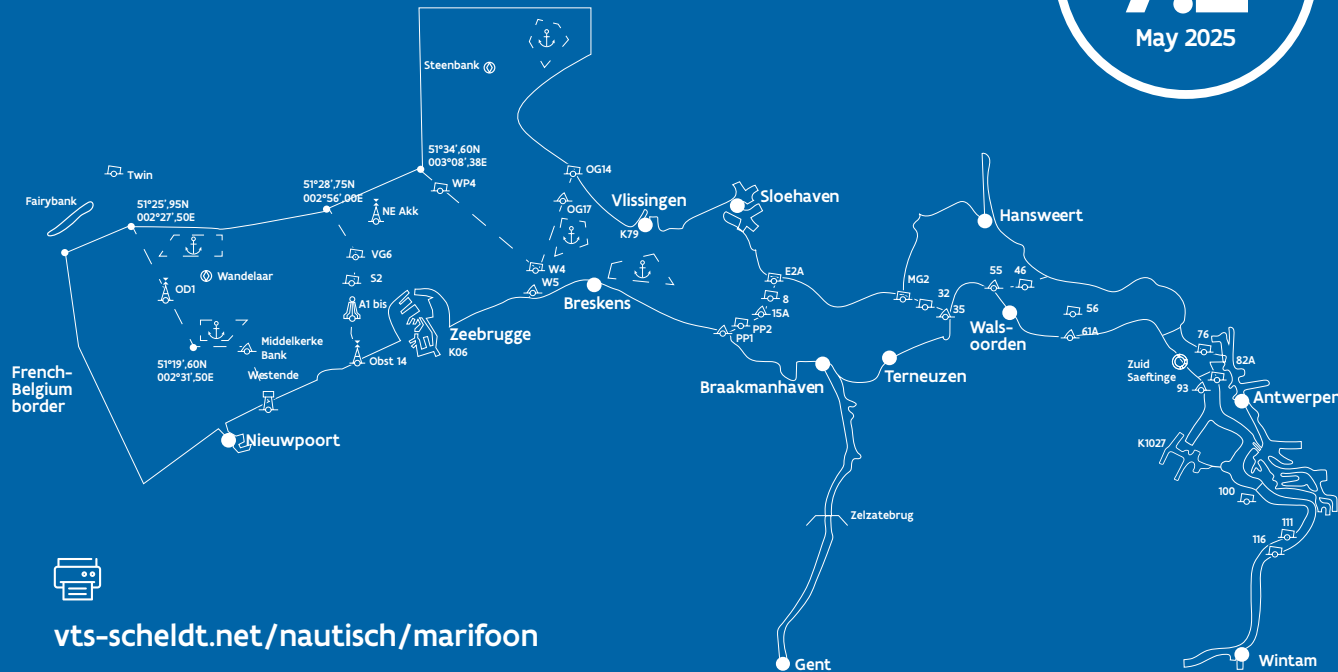 May 2025
Steenbank
51°34',60N
003°08',38E
WP4
OG14
OG17
Twin
Fairybank
51°25',95N
002°27',50E
51°28',75N
002°56',00E
NE Akk
VG6
S2
A1 bis
Obst 14
Wandelaar
OD1
51°19',60N
002°31',50E
Middelkerke
Bank
Westende
French-
Belgium
border
Nieuwpoort
Zeebrugge
K06
W4
W5
Breskens
Vlissingen
K79
Sloehaven
E2A
8
15A
PP2
PP1
Braakmanhaven
Terneuzen
MG2
32
35
Hansweert
55
46
Wals-
oorden
56
61A
76
82A
Zuid
Saeftinge
93
Antwerpen
K1027
100
111
116
Zelzatebrug
Gent
Wintam
vts-scheldt.net/nautisch/marifoon